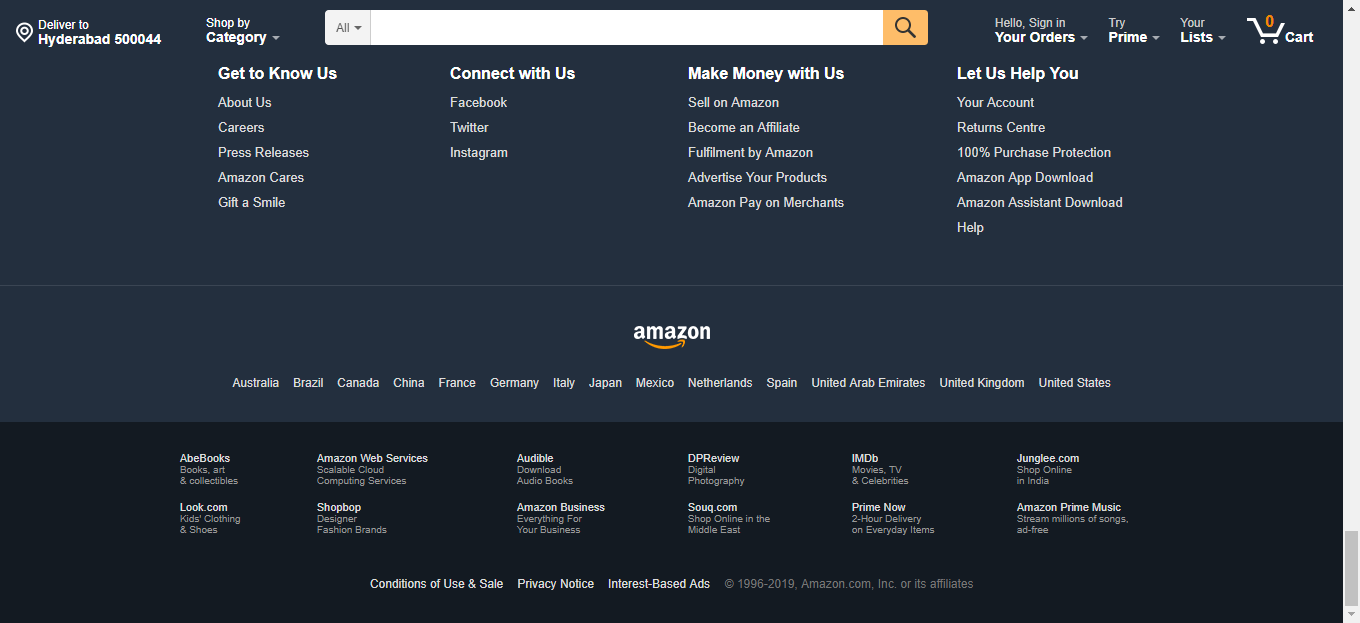 Deliver to
Hyderabad 500044
Shop by
Category
All
Hello, Sign in
Your Orders
Try
Prime
Your
Lists
0
Cart
Get to Know Us
About Us
Careers
Press Releases
Amazon Cares
Gift a Smile
Connect with Us
Facebook
Twitter
Instagram
Make Money with Us
Sell on Amazon
Become an Affiliate
Fulfilment by Amazon
Advertise Your Products
Amazon Pay on Merchants
Let Us Help You
Your Account
Returns Centre
100% Purchase Protection
Amazon App Download
Amazon Assistant Download
Help
amazon
Australia Brazil Canada China France Germany Italy Japan Mexico Netherlands Spain United Arab Emirates United Kingdom United States
AbeBooks
Books, art
& collectibles
Amazon Web Services
Scalable Cloud
Computing Services
Audible
Download
Audio Books
DPReview
Digital
Photography
IMDb
Movies, TV
& Celebrities
Junglee.com
Shop Online
in India
Look.com
Kids' Clothing
& Shoes
Shopbop
Designer
Fashion Brands
Amazon Business
Everything For
Your Business
Souq.com
Shop Online in the
Middle East
Prime Now
2-Hour Delivery
on Everyday Items
Amazon Prime Music
Stream millions of songs,
ad-free
Conditions of Use & Sale Privacy Notice Interest-Based Ads © 1996-2019, Amazon.com, Inc. or its affiliates